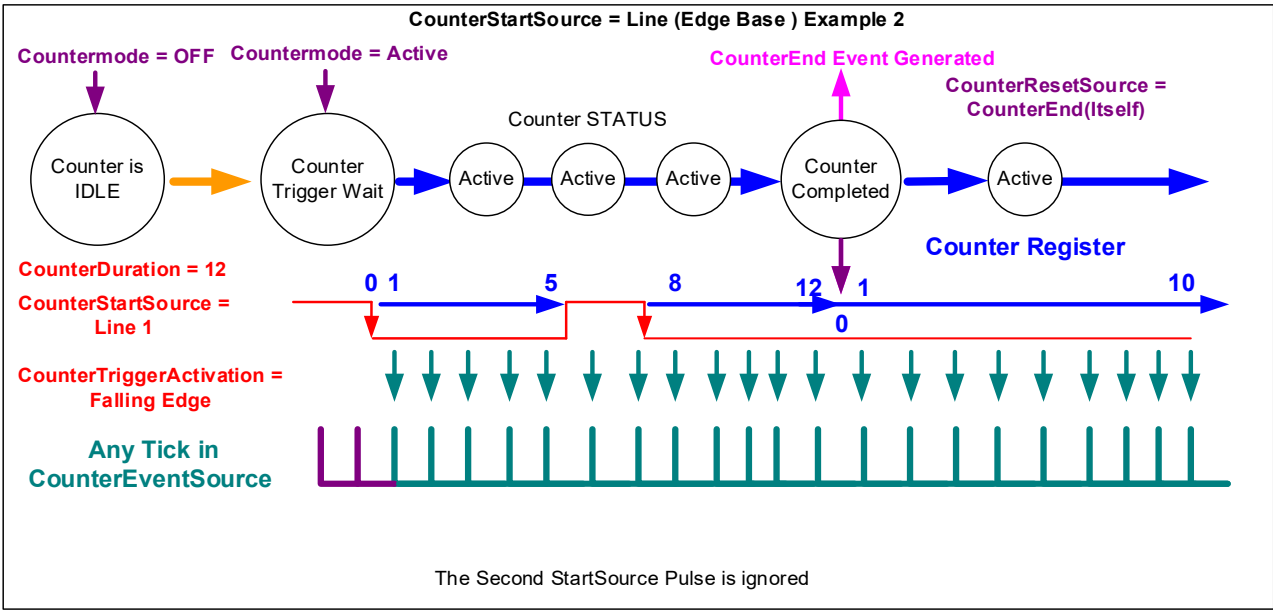 CounterStartSource = Line (Edge Base ) Example 2
Countermode = OFF
Countermode = Active
CounterEnd Event Generated
CounterResetSource =
CounterEnd(Itself)
Counter STATUS
Counter is
IDLE
Counter
Trigger Wait
Active
Active
Active
Counter
Completed
Active
Counter Register
CounterDuration = 12
0 1 5 8 12 1 10
CounterStartSource =
Line 1
0
CounterTriggerActivation =
Falling Edge
Any Tick in
CounterEventSource
The Second StartSource Pulse is ignored